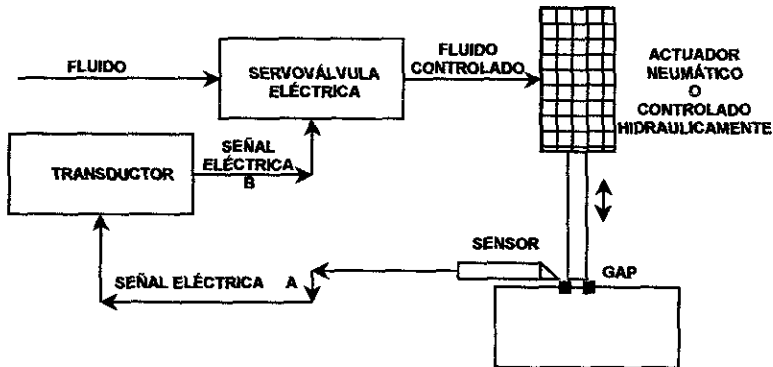 FLUIDO
SERVOVÁLVULA
ELÉCTRICA
FLUIDO
CONTROLADO
ACTUADOR
NEUMÁTICO
O
CONTROLADO
HIDRAULICAMENTE
TRANSDUCTOR
SEÑAL
ELÉCTRICA
B
SENSOR
GAP
SEÑAL ELÉCTRICA A